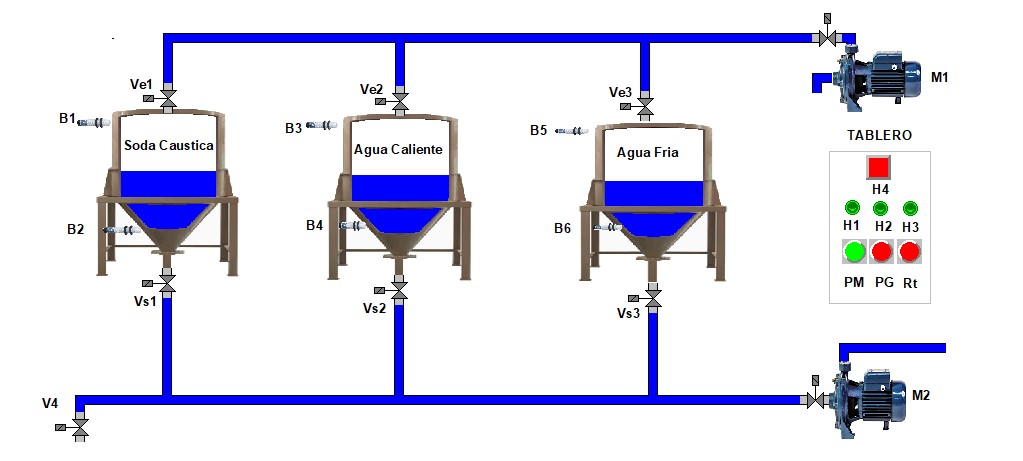 Ve1
Ve2
Ve3
M1
B1
B3
B5
TABLERO
Soda Caustica
Agua Caliente
Agua Fria
H4
B2
B4
B6
H1 H2 H3
PM PG Rt
Vs1
Vs2
Vs3
V4
M2